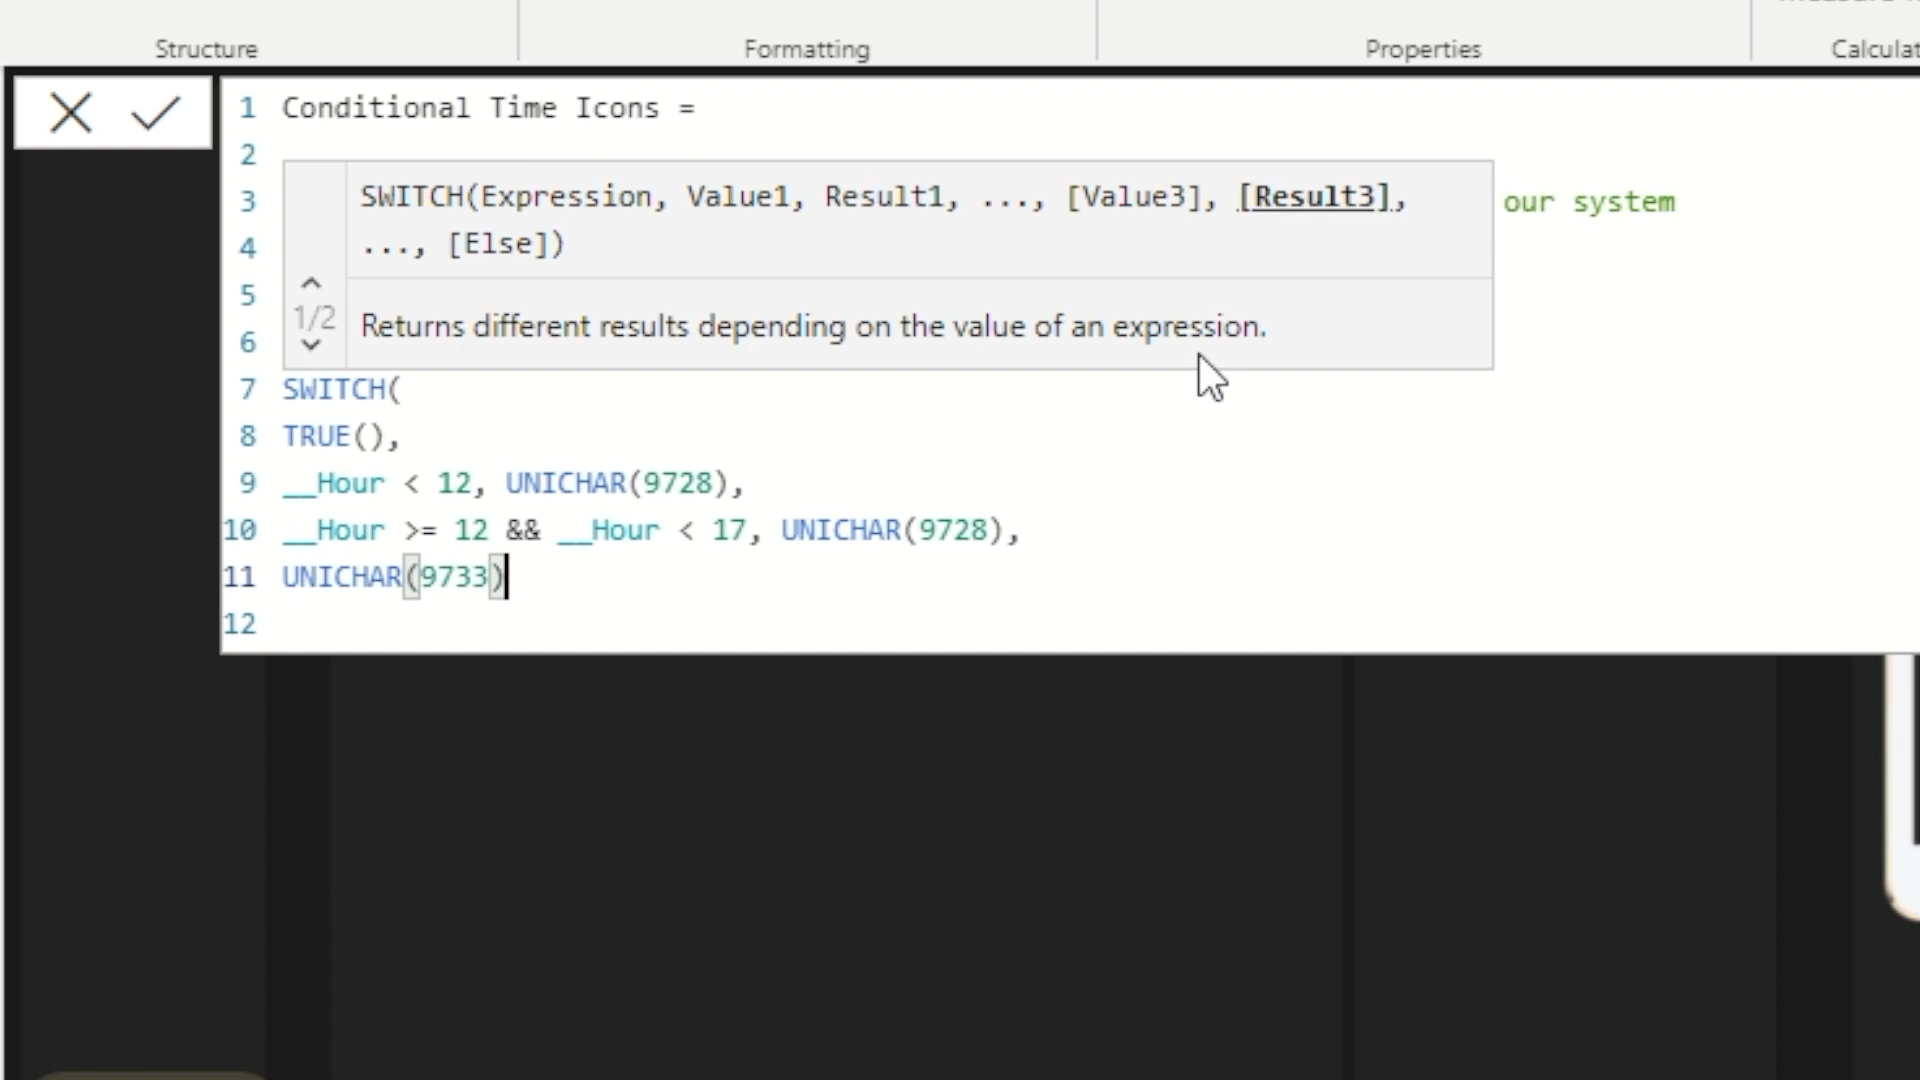 Structure
Formatting
Properties
1 Conditional Time Icons =
2
3 our system
4
5
6
SWITCH(Expression, Value1, Result1, ..., [Value3], [Result3],
..., [Else])
1/2
Returns different results depending on the value of an expression.
7 SWITCH(
8 TRUE(),
9 __Hour < 12, UNICHAR(9728),
10 __Hour >= 12 && __Hour < 17, UNICHAR(9728),
11 UNICHAR(9733)
12